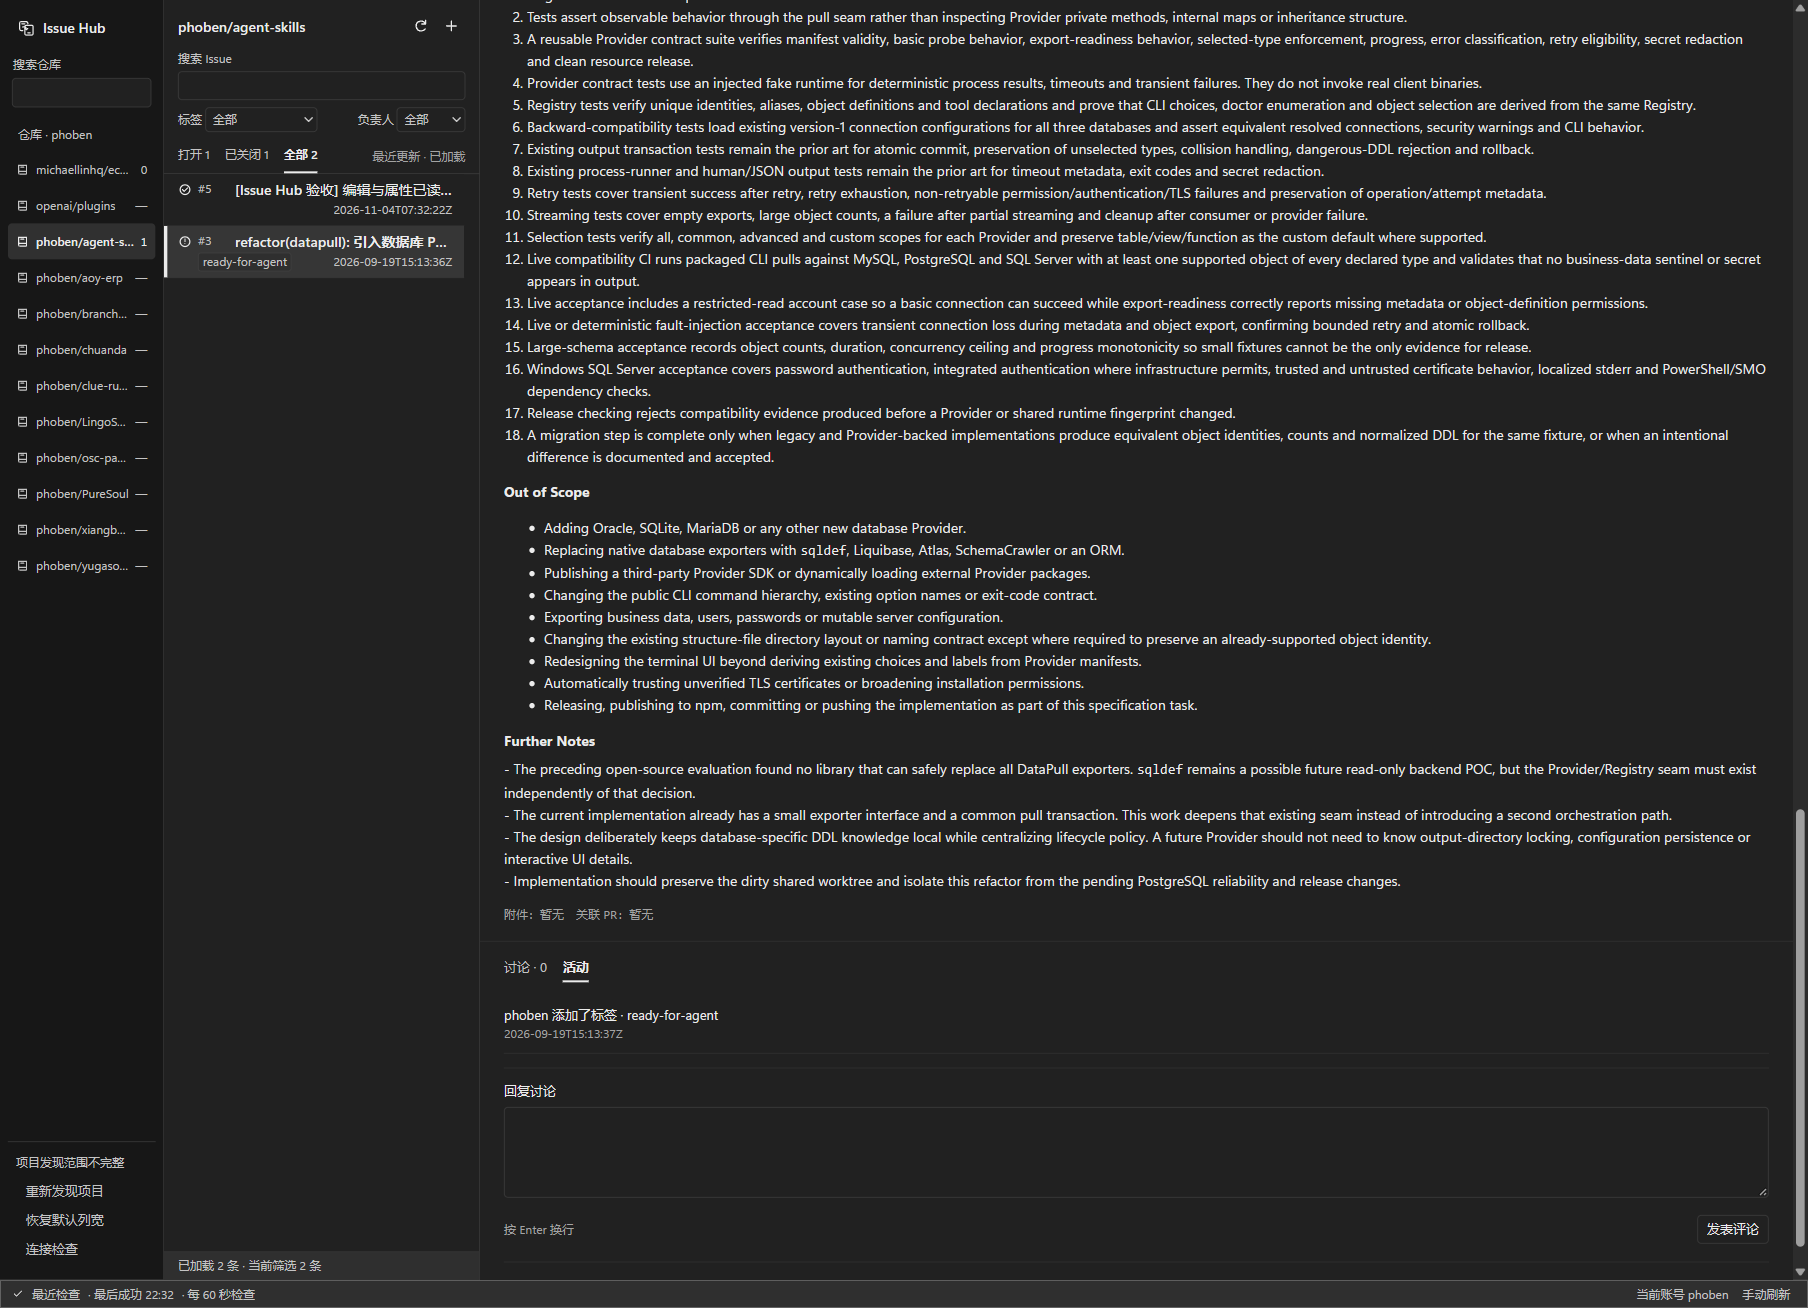 Issue Hub
搜索仓库
仓库 · phoben
michaellinhq/ec... 0
openai/plugins —
phoben/agent-s... 1
phoben/aoy-erp —
phoben/branch... —
phoben/chuanda —
phoben/clue-ru... —
phoben/LingoS... —
phoben/osc-pa... —
phoben/PureSoul —
phoben/xiangb... —
phoben/yugaso... —
项目发现范围不完整
重新发现项目
恢复默认列宽
连接检查
phoben/agent-skills
搜索 Issue
标签 全部 负责人 全部
打开 1 已关闭 1 全部 2 最近更新 · 已加载
#5 [Issue Hub 验收] 编辑与属性已读...
2026-11-04T07:32:22Z
#3 refactor(datapull): 引入数据库 P...
ready-for-agent 2026-09-19T15:13:36Z
已加载 2 条 · 当前筛选 2 条
2. Tests assert observable behavior through the pull seam rather than inspecting Provider private methods, internal maps or inheritance structure.
3. A reusable Provider contract suite verifies manifest validity, basic probe behavior, export-readiness behavior, selected-type enforcement, progress, error classification, retry eligibility, secret redaction
and clean resource release.
4. Provider contract tests use an injected fake runtime for deterministic process results, timeouts and transient failures. They do not invoke real client binaries.
5. Registry tests verify unique identities, aliases, object definitions and tool declarations and prove that CLI choices, doctor enumeration and object selection are derived from the same Registry.
6. Backward-compatibility tests load existing version-1 connection configurations for all three databases and assert equivalent resolved connections, security warnings and CLI behavior.
7. Existing output transaction tests remain the prior art for atomic commit, preservation of unselected types, collision handling, dangerous-DDL rejection and rollback.
8. Existing process-runner and human/JSON output tests remain the prior art for timeout metadata, exit codes and secret redaction.
9. Retry tests cover transient success after retry, retry exhaustion, non-retryable permission/authentication/TLS failures and preservation of operation/attempt metadata.
10. Streaming tests cover empty exports, large object counts, a failure after partial streaming and cleanup after consumer or provider failure.
11. Selection tests verify all, common, advanced and custom scopes for each Provider and preserve table/view/function as the custom default where supported.
12. Live compatibility CI runs packaged CLI pulls against MySQL, PostgreSQL and SQL Server with at least one supported object of every declared type and validates that no business-data sentinel or secret
appears in output.
13. Live acceptance includes a restricted-read account case so a basic connection can succeed while export-readiness correctly reports missing metadata or object-definition permissions.
14. Live or deterministic fault-injection acceptance covers transient connection loss during metadata and object export, confirming bounded retry and atomic rollback.
15. Large-schema acceptance records object counts, duration, concurrency ceiling and progress monotonicity so small fixtures cannot be the only evidence for release.
16. Windows SQL Server acceptance covers password authentication, integrated authentication where infrastructure permits, trusted and untrusted certificate behavior, localized stderr and PowerShell/SMO
dependency checks.
17. Release checking rejects compatibility evidence produced before a Provider or shared runtime fingerprint changed.
18. A migration step is complete only when legacy and Provider-backed implementations produce equivalent object identities, counts and normalized DDL for the same fixture, or when an intentional
difference is documented and accepted.
Out of Scope
• Adding Oracle, SQLite, MariaDB or any other new database Provider.
• Replacing native database exporters with sqldef, Liquibase, Atlas, SchemaCrawler or an ORM.
• Publishing a third-party Provider SDK or dynamically loading external Provider packages.
• Changing the public CLI command hierarchy, existing option names or exit-code contract.
• Exporting business data, users, passwords or mutable server configuration.
• Changing the existing structure-file directory layout or naming contract except where required to preserve an already-supported object identity.
• Redesigning the terminal UI beyond deriving existing choices and labels from Provider manifests.
• Automatically trusting unverified TLS certificates or broadening installation permissions.
• Releasing, publishing to npm, committing or pushing the implementation as part of this specification task.
Further Notes
- The preceding open-source evaluation found no library that can safely replace all DataPull exporters. sqldef remains a possible future read-only backend POC, but the Provider/Registry seam must exist
independently of that decision.
- The current implementation already has a small exporter interface and a common pull transaction. This work deepens that existing seam instead of introducing a second orchestration path.
- The design deliberately keeps database-specific DDL knowledge local while centralizing lifecycle policy. A future Provider should not need to know output-directory locking, configuration persistence or
interactive UI details.
- Implementation should preserve the dirty shared worktree and isolate this refactor from the pending PostgreSQL reliability and release changes.
附件：暂无 关联 PR：暂无
讨论 · 0 活动
phoben 添加了标签 · ready-for-agent
2026-09-19T15:13:37Z
回复讨论
按 Enter 换行 发表评论
最近检查 · 最后成功 22:32 · 每 60 秒检查 当前账号 phoben 手动刷新